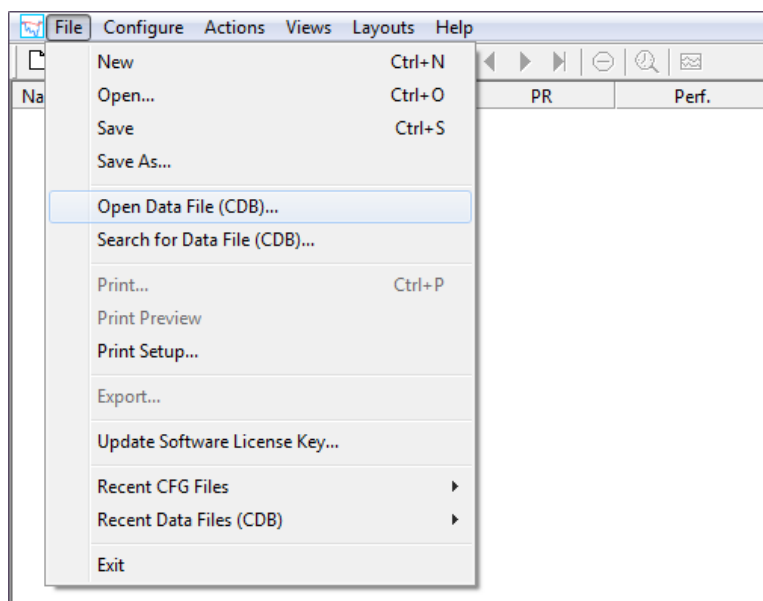 File Configure Actions Views Layouts Help
Na PR Perf.
New Ctrl+N
Open... Ctrl+O
Save Ctrl+S
Save As...
Open Data File (CDB)...
Search for Data File (CDB)...
Print... Ctrl+P
Print Preview
Print Setup...
Export...
Update Software License Key...
Recent CFG Files
Recent Data Files (CDB)
Exit